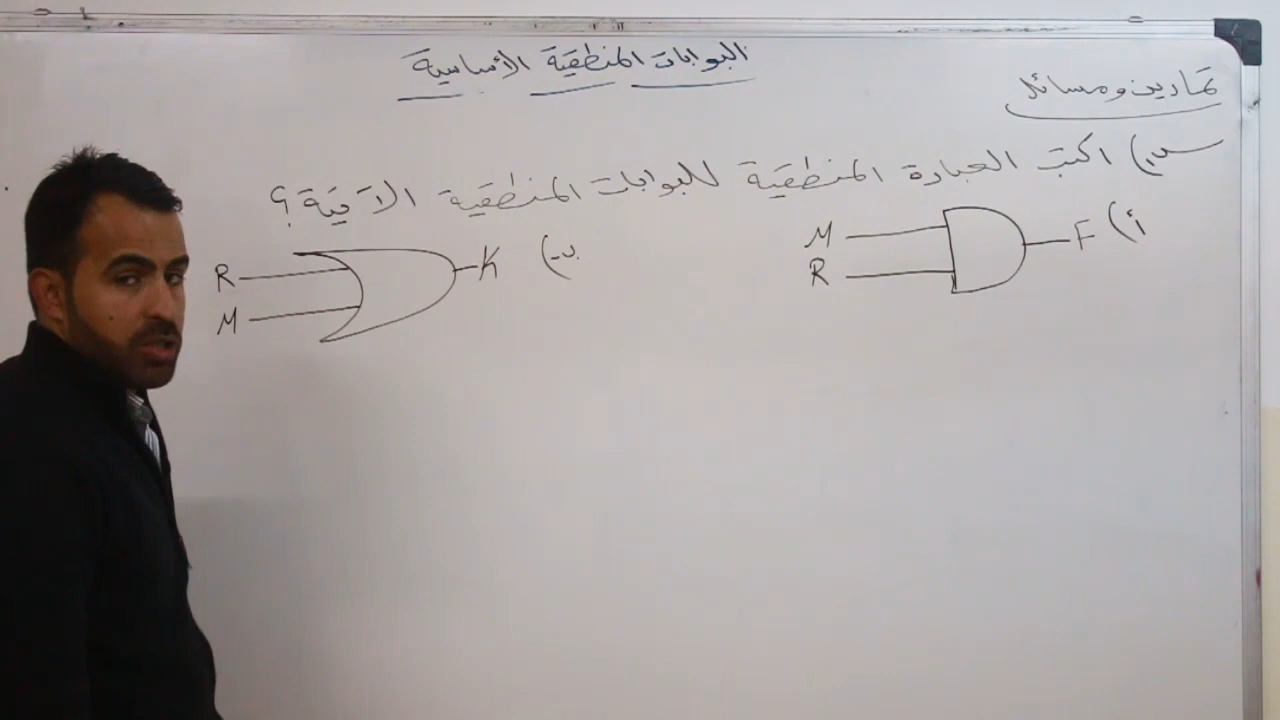 البوابات المنطقية الأساسية
تمارين ومسائل
س١) اكتب العبارة المنطقية للبوابات المنطقية الآتية؟
أ) F
M
R
ب) K
R
M